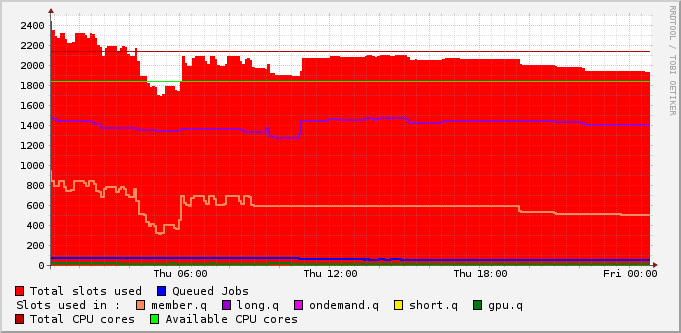 RRDTOOL / TOBI OETIKER
2400
2200
2000
1800
1600
1400
1200
1000
800
600
400
200
0
Thu 06:00 Thu 12:00 Thu 18:00 Fri 00:00
Total slots used Queued Jobs
Slots used in : member.q long.q ondemand.q short.q gpu.q
Total CPU cores Available CPU cores